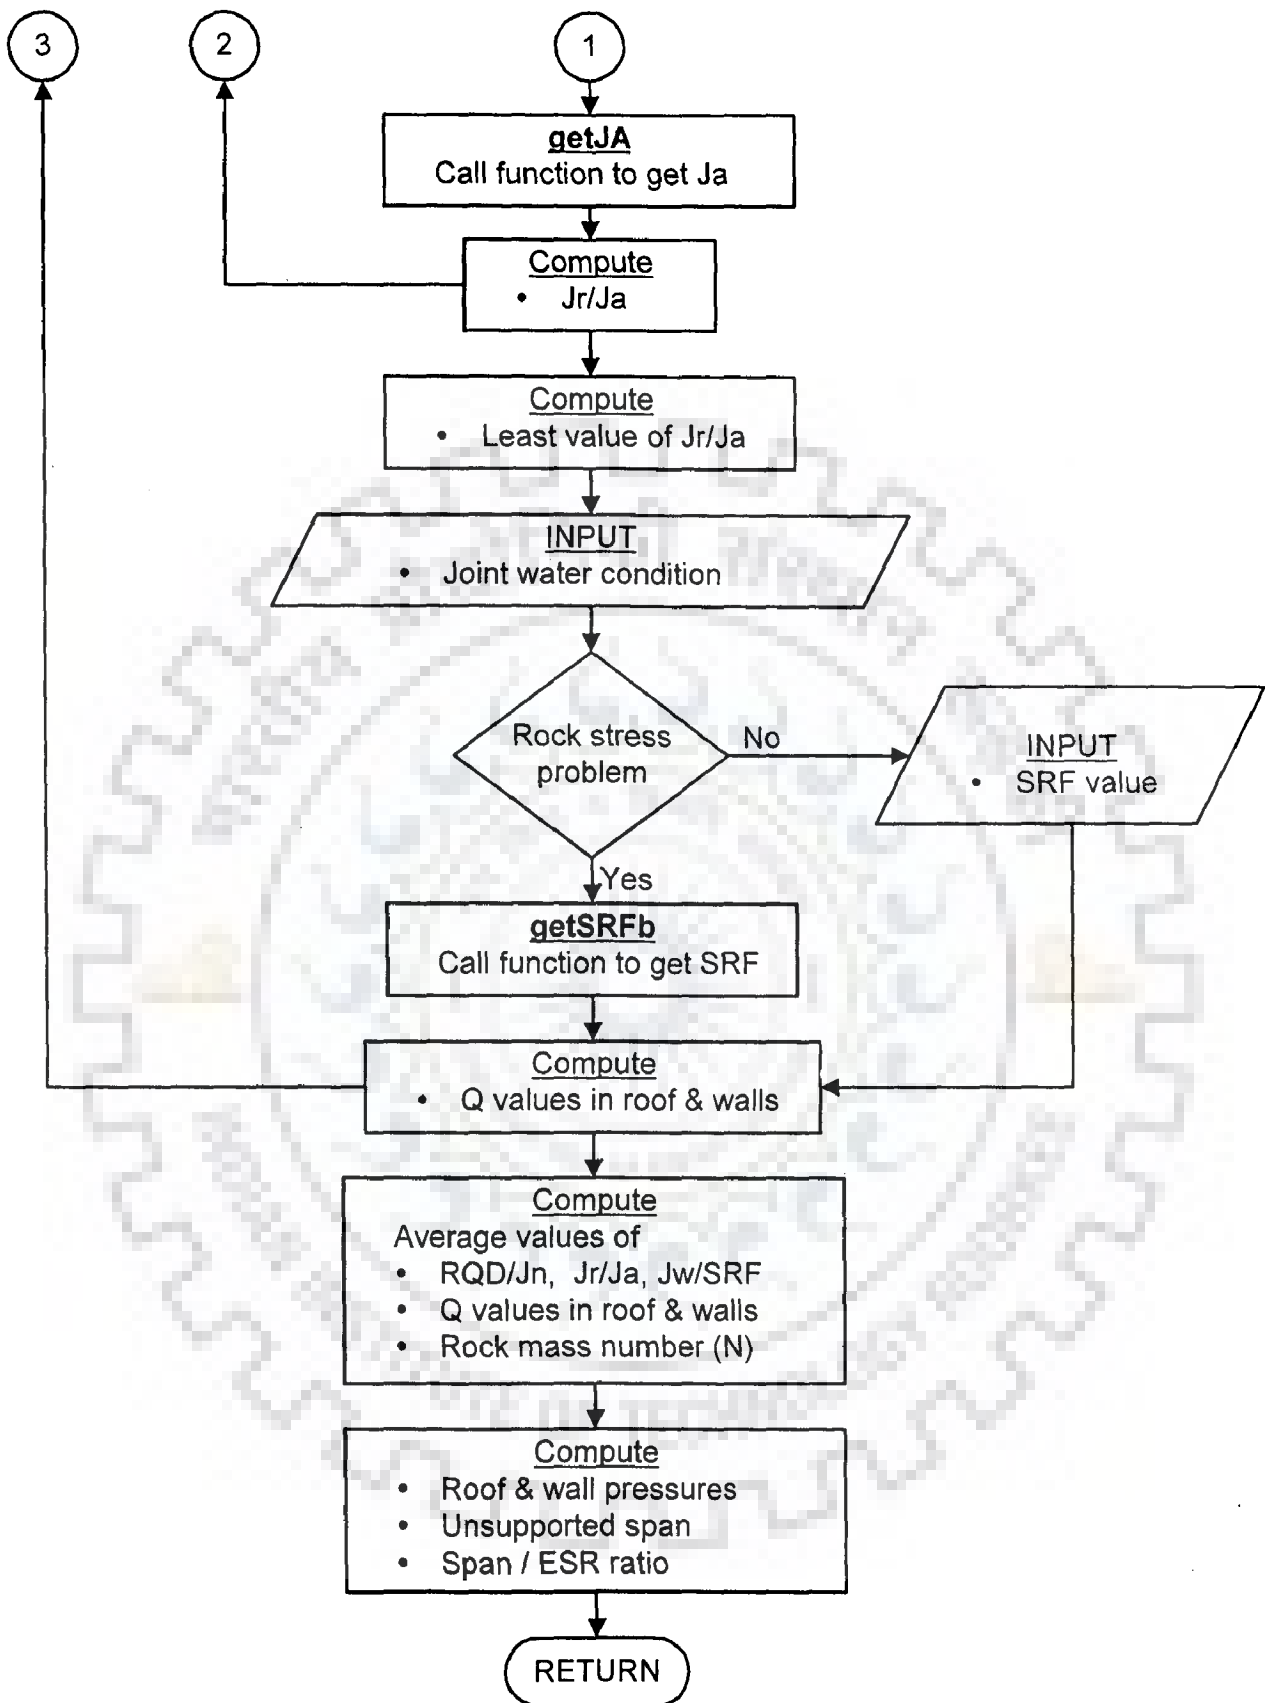 3
2
1
getJA
Call function to get Ja
Compute
• Jr/Ja
Compute
• Least value of Jr/Ja
INPUT
• Joint water condition
Rock stress
problem
No
INPUT
• SRF value
Yes
getSRFb
Call function to get SRF
Compute
• Q values in roof & walls
Compute
Average values of
• RQD/Jn, Jr/Ja, Jw/SRF
• Q values in roof & walls
• Rock mass number (N)
Compute
• Roof & wall pressures
• Unsupported span
• Span / ESR ratio
RETURN